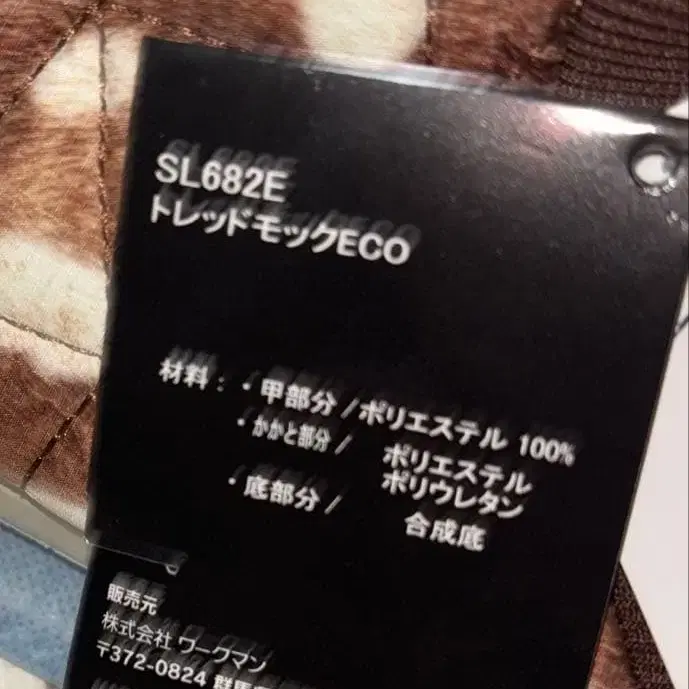 SL682E
トレッドモックECO
材料：・甲部分/ポリエステル 100%
・かかと部分/ ポリエステル
ポリウレタン
・底部分/ 合成底
販売元
株式会社 ワークマン
〒372-0824 群馬